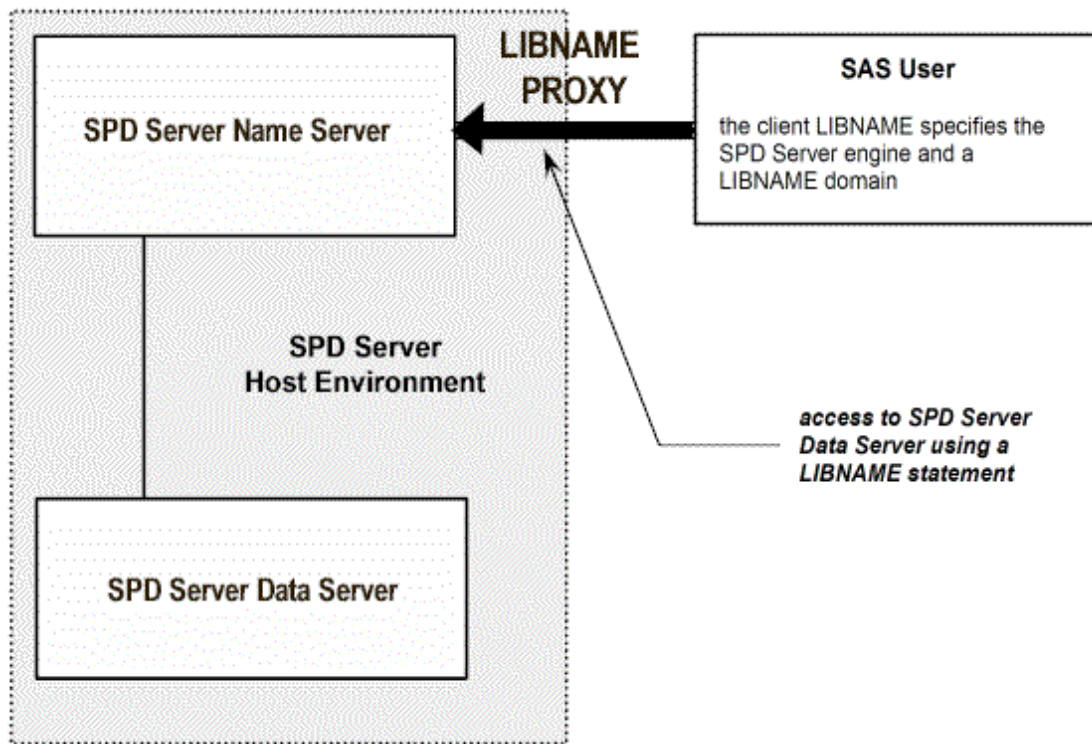 LIBNAME
PROXY
SPD Server Name Server
SAS User
the client LIBNAME specifies the
SPD Server engine and a
LIBNAME domain
SPD Server
Host Environment
access to SPD Server
Data Server using a
LIBNAME statement
SPD Server Data Server